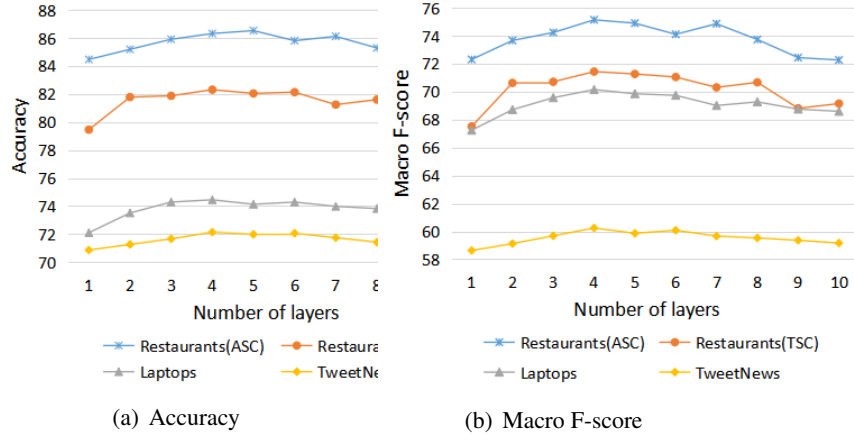 88
86
84
82
80
78
76
74
72
70
Accuracy
1 2 3 4 5 6 7 8
Number of layers
Restaurants(ASC)
Laptops
(a) Accuracy
76
74
72
70
68
66
64
62
60
58
Macro F-score
1 2 3 4 5 6 7 8 9 10
Number of layers
Restaurants(ASC) Restaurants(TSC)
Laptops TweetNews
(b) Macro F-score